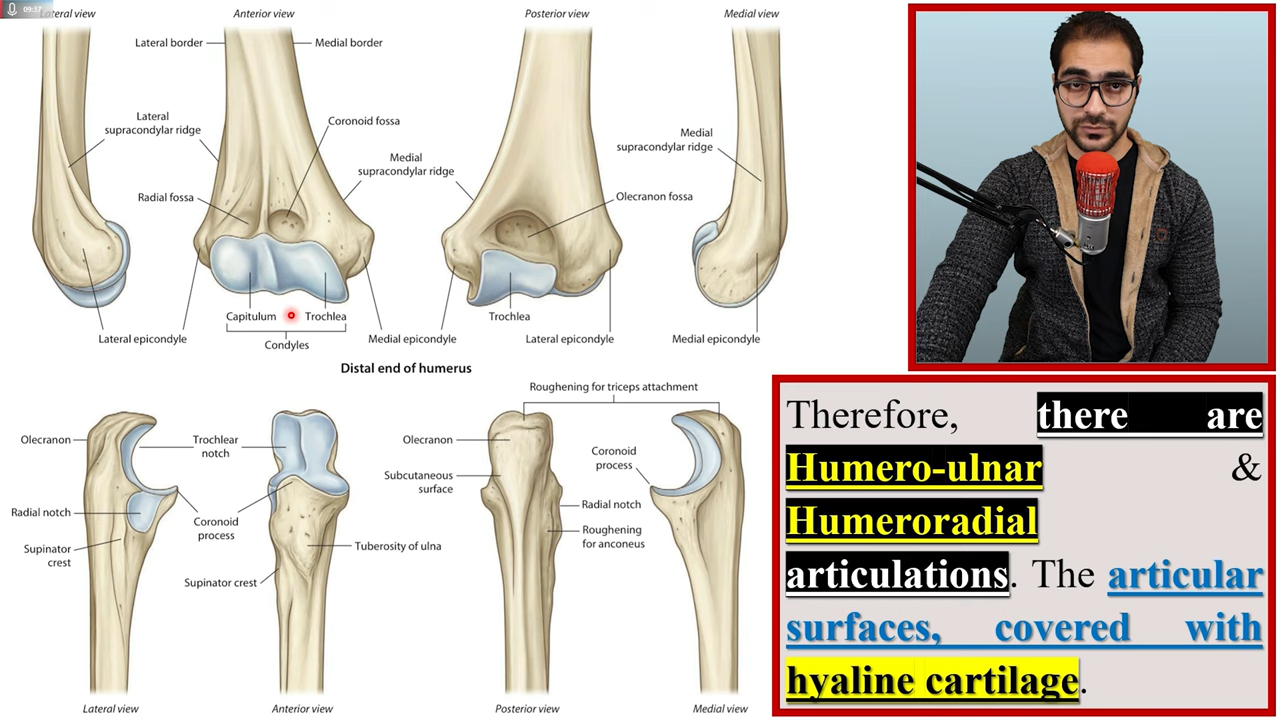 09:37
Lateral view
Anterior view
Posterior view
Medial view
Lateral border
Medial border
Lateral
supracondylar ridge
Coronoid fossa
Medial
supracondylar ridge
Medial
supracondylar ridge
Radial fossa
Olecranon fossa
Capitulum
Trochlea
Trochlea
Lateral epicondyle
Condyles
Medial epicondyle
Lateral epicondyle
Medial epicondyle
Distal end of humerus
Roughening for triceps attachment
Olecranon
Trochlear
notch
Olecranon
Coronoid
process
Subcutaneous
surface
Radial notch
Coronoid
process
Radial notch
Supinator
crest
Tuberosity of ulna
Roughening
for anconeus
Supinator crest
Lateral view
Anterior view
Posterior view
Medial view
Therefore, there are
Humero-ulnar &
Humeroradial
articulations. The articular
surfaces, covered with
hyaline cartilage.